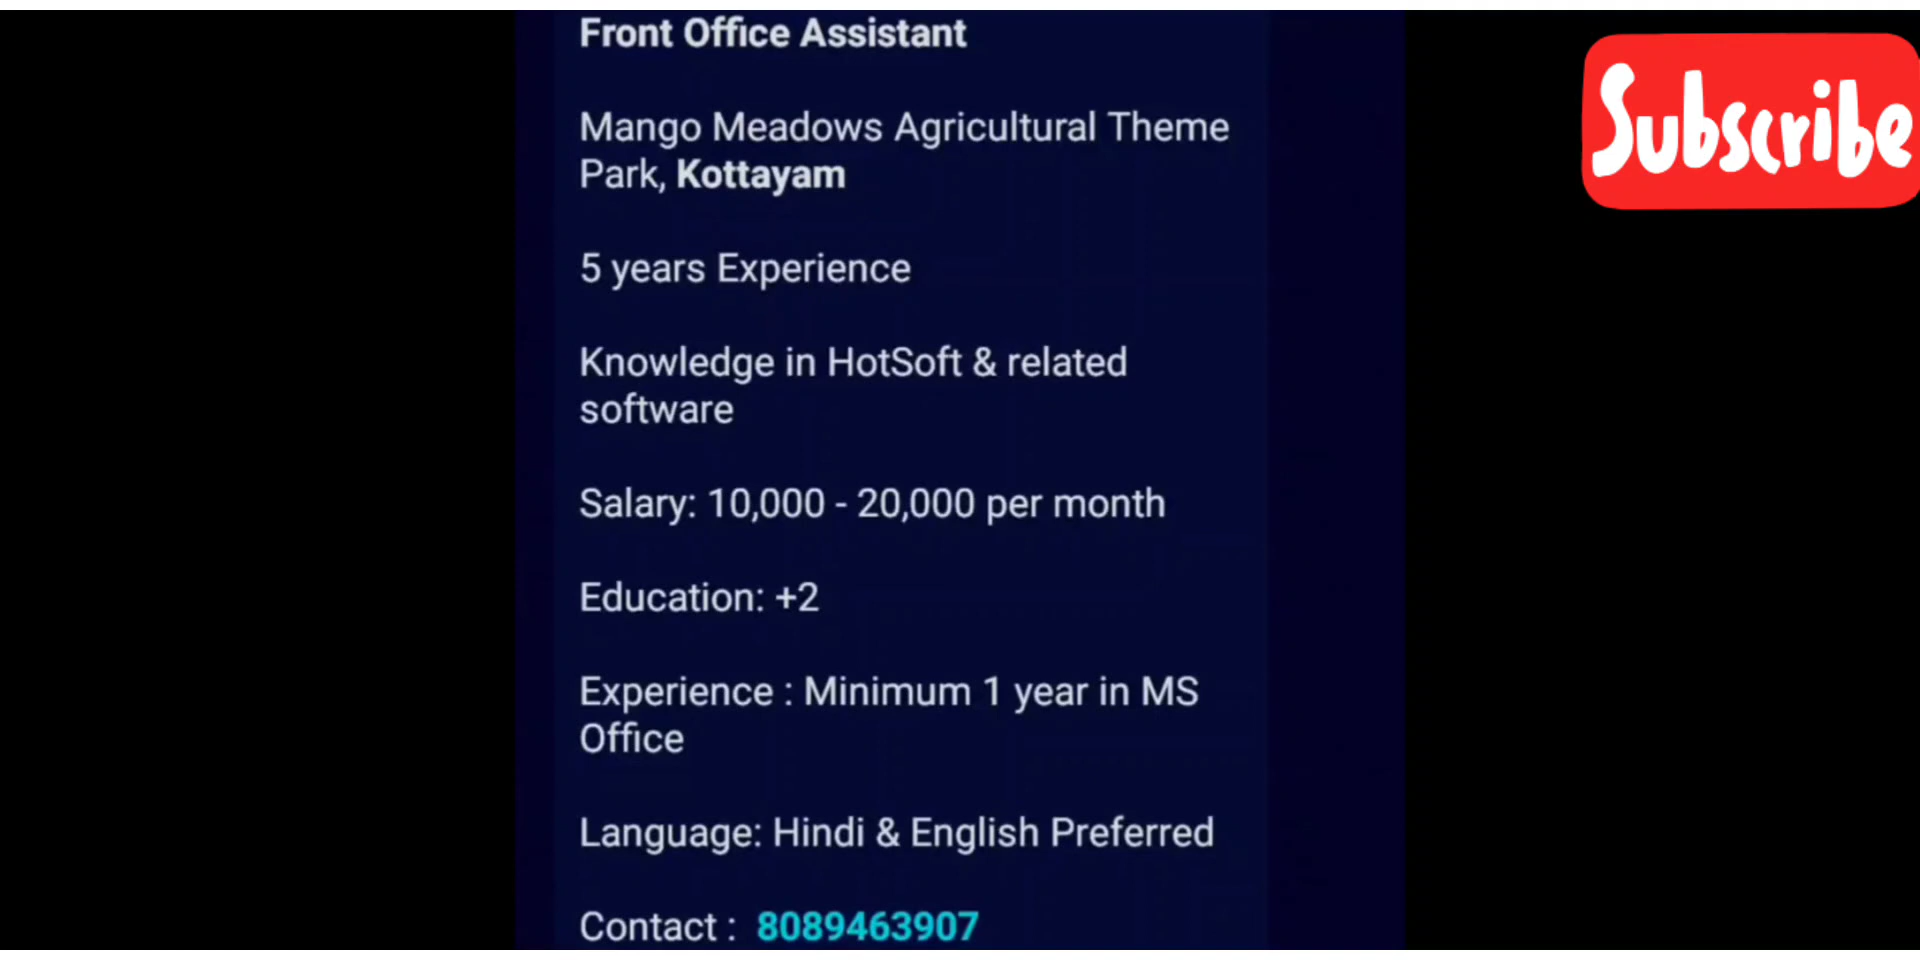 Front Office Assistant
Subscribe
Mango Meadows Agricultural Theme
Park, Kottayam
5 years Experience
Knowledge in HotSoft & related
software
Salary: 10,000 - 20,000 per month
Education: +2
Experience : Minimum 1 year in MS
Office
Language: Hindi & English Preferred
Contact : 8089463907